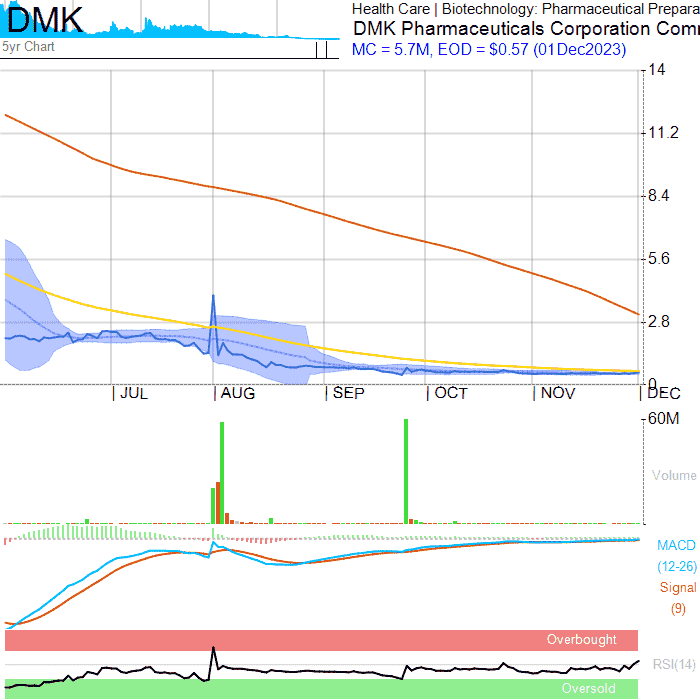 DMK
5yr Chart
Health Care | Biotechnology: Pharmaceutical Prepara
DMK Pharmaceuticals Corporation Com
MC = 5.7M, EOD = $0.57 (01Dec2023)
14
11.2
8.4
5.6
2.8
0
JUL AUG SEP OCT NOV DEC
60M
Volume
MACD
(12-26)
Signal
(9)
Overbought
RSI(14)
Oversold